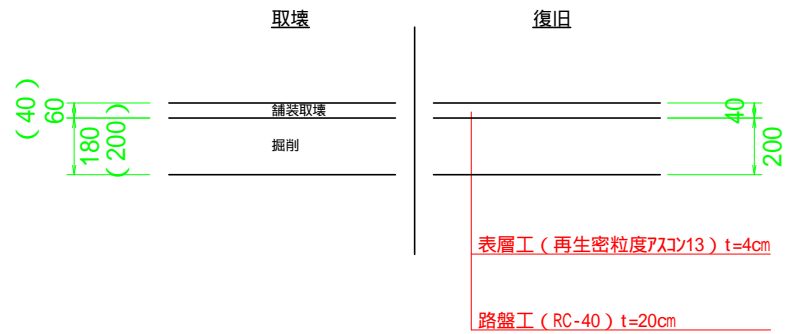 取壊
復旧
(40)
60
舗装取壊
40
180
(200)
掘削
200
表層工（再生密粒度ｱｽｺﾝ13）t=4cm
路盤工（RC-40）t=20cm